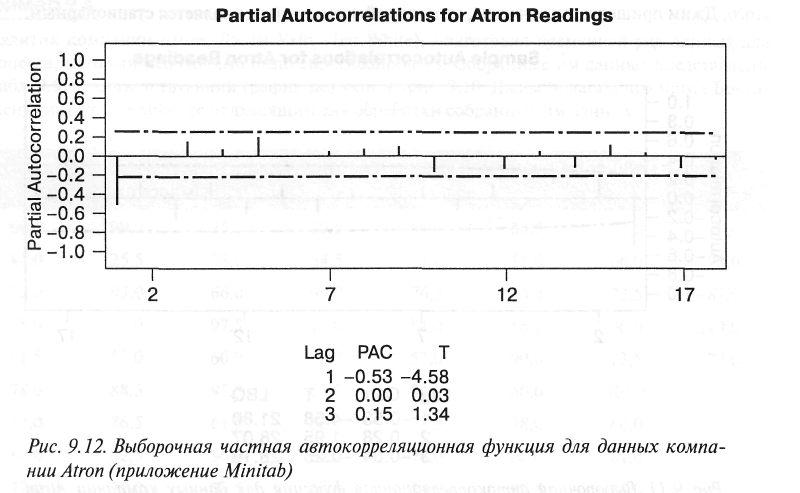 Partial Autocorrelations for Atron Readings
Partial Autocorrelation
1.0
0.8
0.6
0.4
0.2
0.0
−0.2
−0.4
−0.6
−0.8
−1.0
2 7 12 17
Lag PAC T
1 −0.53 −4.58
2 0.00 0.03
3 0.15 1.34
Рис. 9.12. Выборочная частная автокорреляционная функция для данных компа-
нии Atron (приложение Minitab)